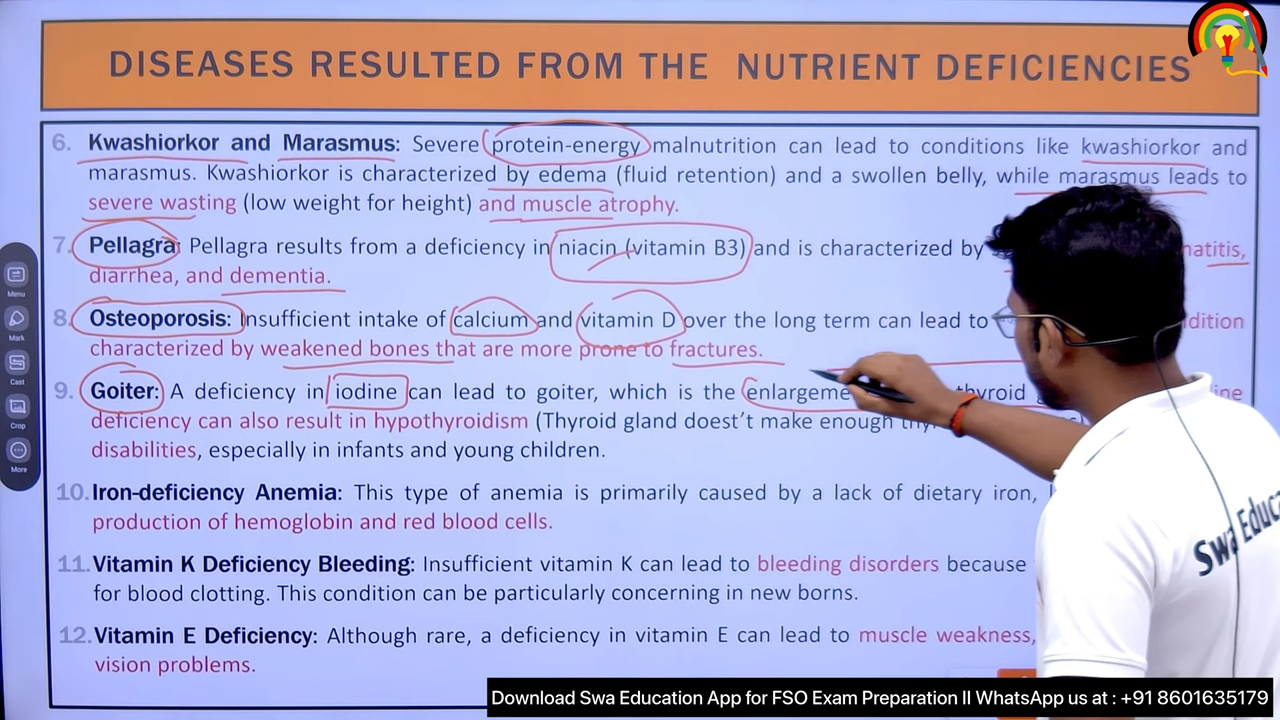 DISEASES RESULTED FROM THE NUTRIENT DEFICIENCIES
6. Kwashiorkor and Marasmus: Severe protein-energy malnutrition can lead to conditions like kwashiorkor and
marasmus. Kwashiorkor is characterized by edema (fluid retention) and a swollen belly, while marasmus leads to
severe wasting (low weight for height) and muscle atrophy.
7. Pellagra: Pellagra results from a deficiency in niacin (vitamin B3) and is characterized by
diarrhea, and dementia.
8. Osteoporosis: Insufficient intake of calcium and vitamin D over the long term can lead to
characterized by weakened bones that are more prone to fractures.
9. Goiter: A deficiency in iodine can lead to goiter, which is the thyroid
deficiency can also result in hypothyroidism (Thyroid gland doest't make enough
disabilities, especially in infants and young children.
10. Iron-deficiency Anemia: This type of anemia is primarily caused by a lack of dietary iron,
production of hemoglobin and red blood cells.
11. Vitamin K Deficiency Bleeding: Insufficient vitamin K can lead to bleeding disorders because
for blood clotting. This condition can be particularly concerning in new borns.
12. Vitamin E Deficiency: Although rare, a deficiency in vitamin E can lead to muscle weakness,
vision problems.
Menu
Mark
Cast
Crop
More
Swa
Download Swa Education App for FSO Exam Preparation II WhatsApp us at : +91 8601635179